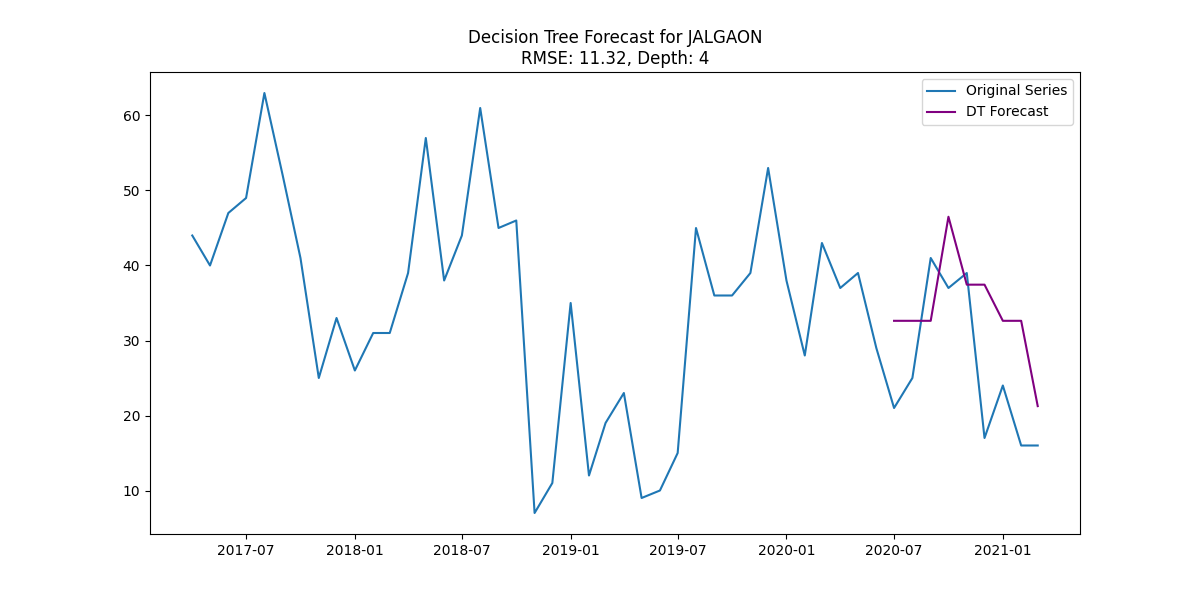 Decision Tree Forecast for JALGAON
RMSE: 11.32, Depth: 4
Original Series
DT Forecast
60
50
40
30
20
10
2017-07 2018-01 2018-07 2019-01 2019-07 2020-01 2020-07 2021-01